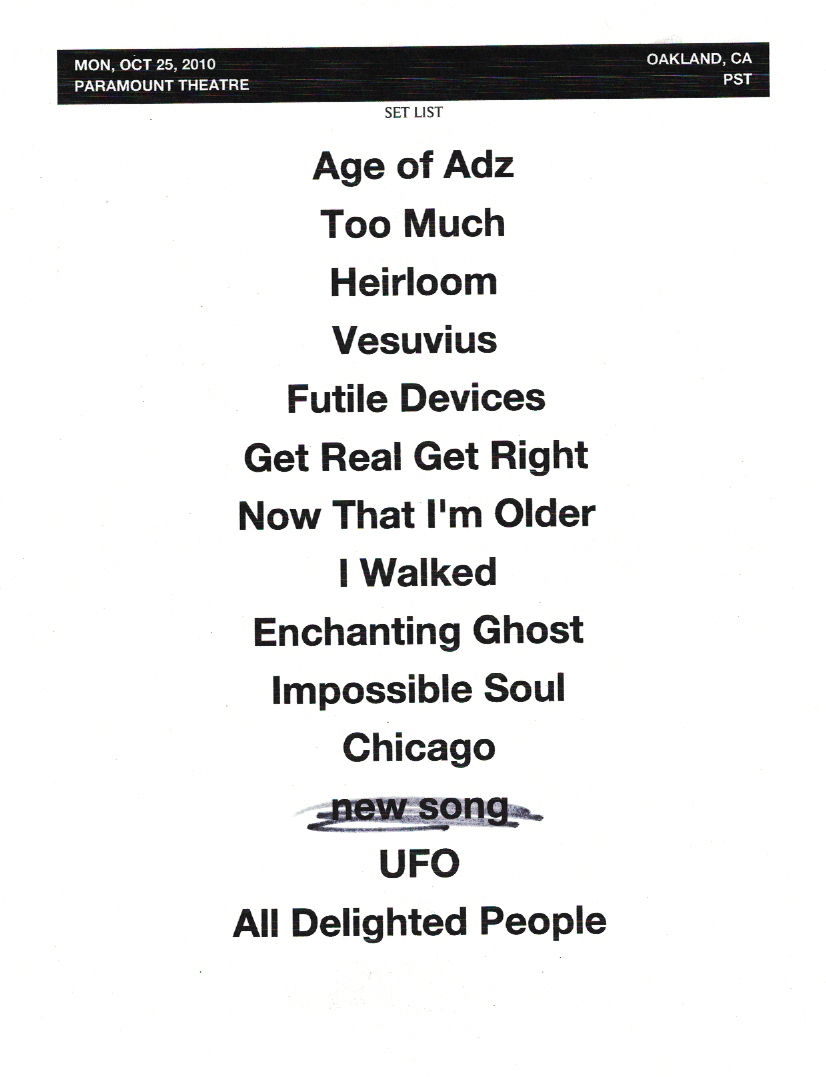 MON, OCT 25, 2010
PARAMOUNT THEATRE
OAKLAND, CA
PST
SET LIST
Age of Adz
Too Much
Heirloom
Vesuvius
Futile Devices
Get Real Get Right
Now That I'm Older
I Walked
Enchanting Ghost
Impossible Soul
Chicago
new song
UFO
All Delighted People